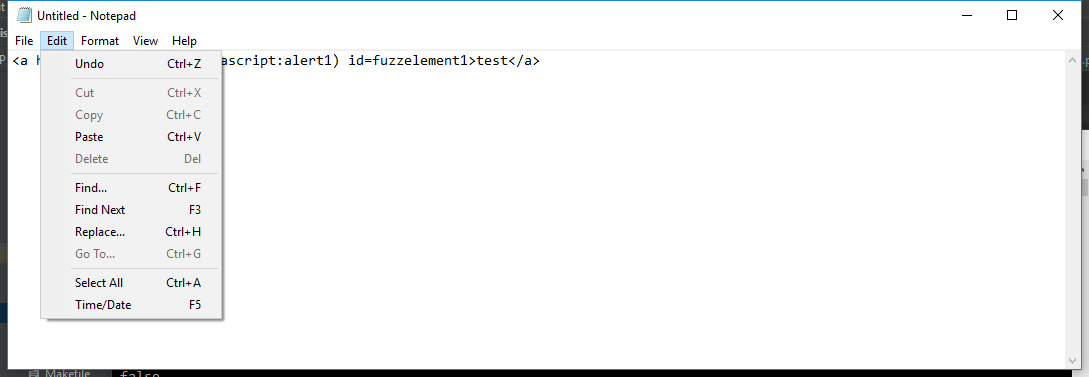 Untitled - Notepad
File Edit Format View Help
<a h ascript:alert1) id=fuzzelement1>test</a>
Undo Ctrl+Z
Cut Ctrl+X
Copy Ctrl+C
Paste Ctrl+V
Delete Del
Find... Ctrl+F
Find Next F3
Replace... Ctrl+H
Go To... Ctrl+G
Select All Ctrl+A
Time/Date F5
Makefile false